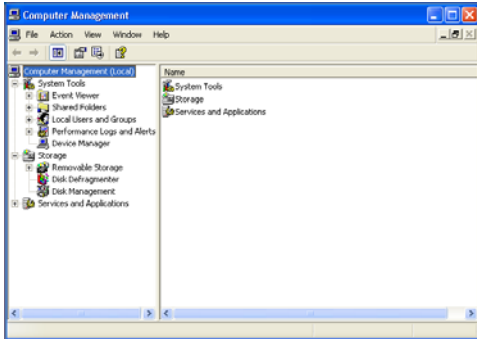 Computer Management
File Action View Window Help
Computer Management (Local)
System Tools
Event Viewer
Shared Folders
Local Users and Groups
Performance Logs and Alerts
Device Manager
Storage
Removable Storage
Disk Defragmenter
Disk Management
Services and Applications
Name
System Tools
Storage
Services and Applications